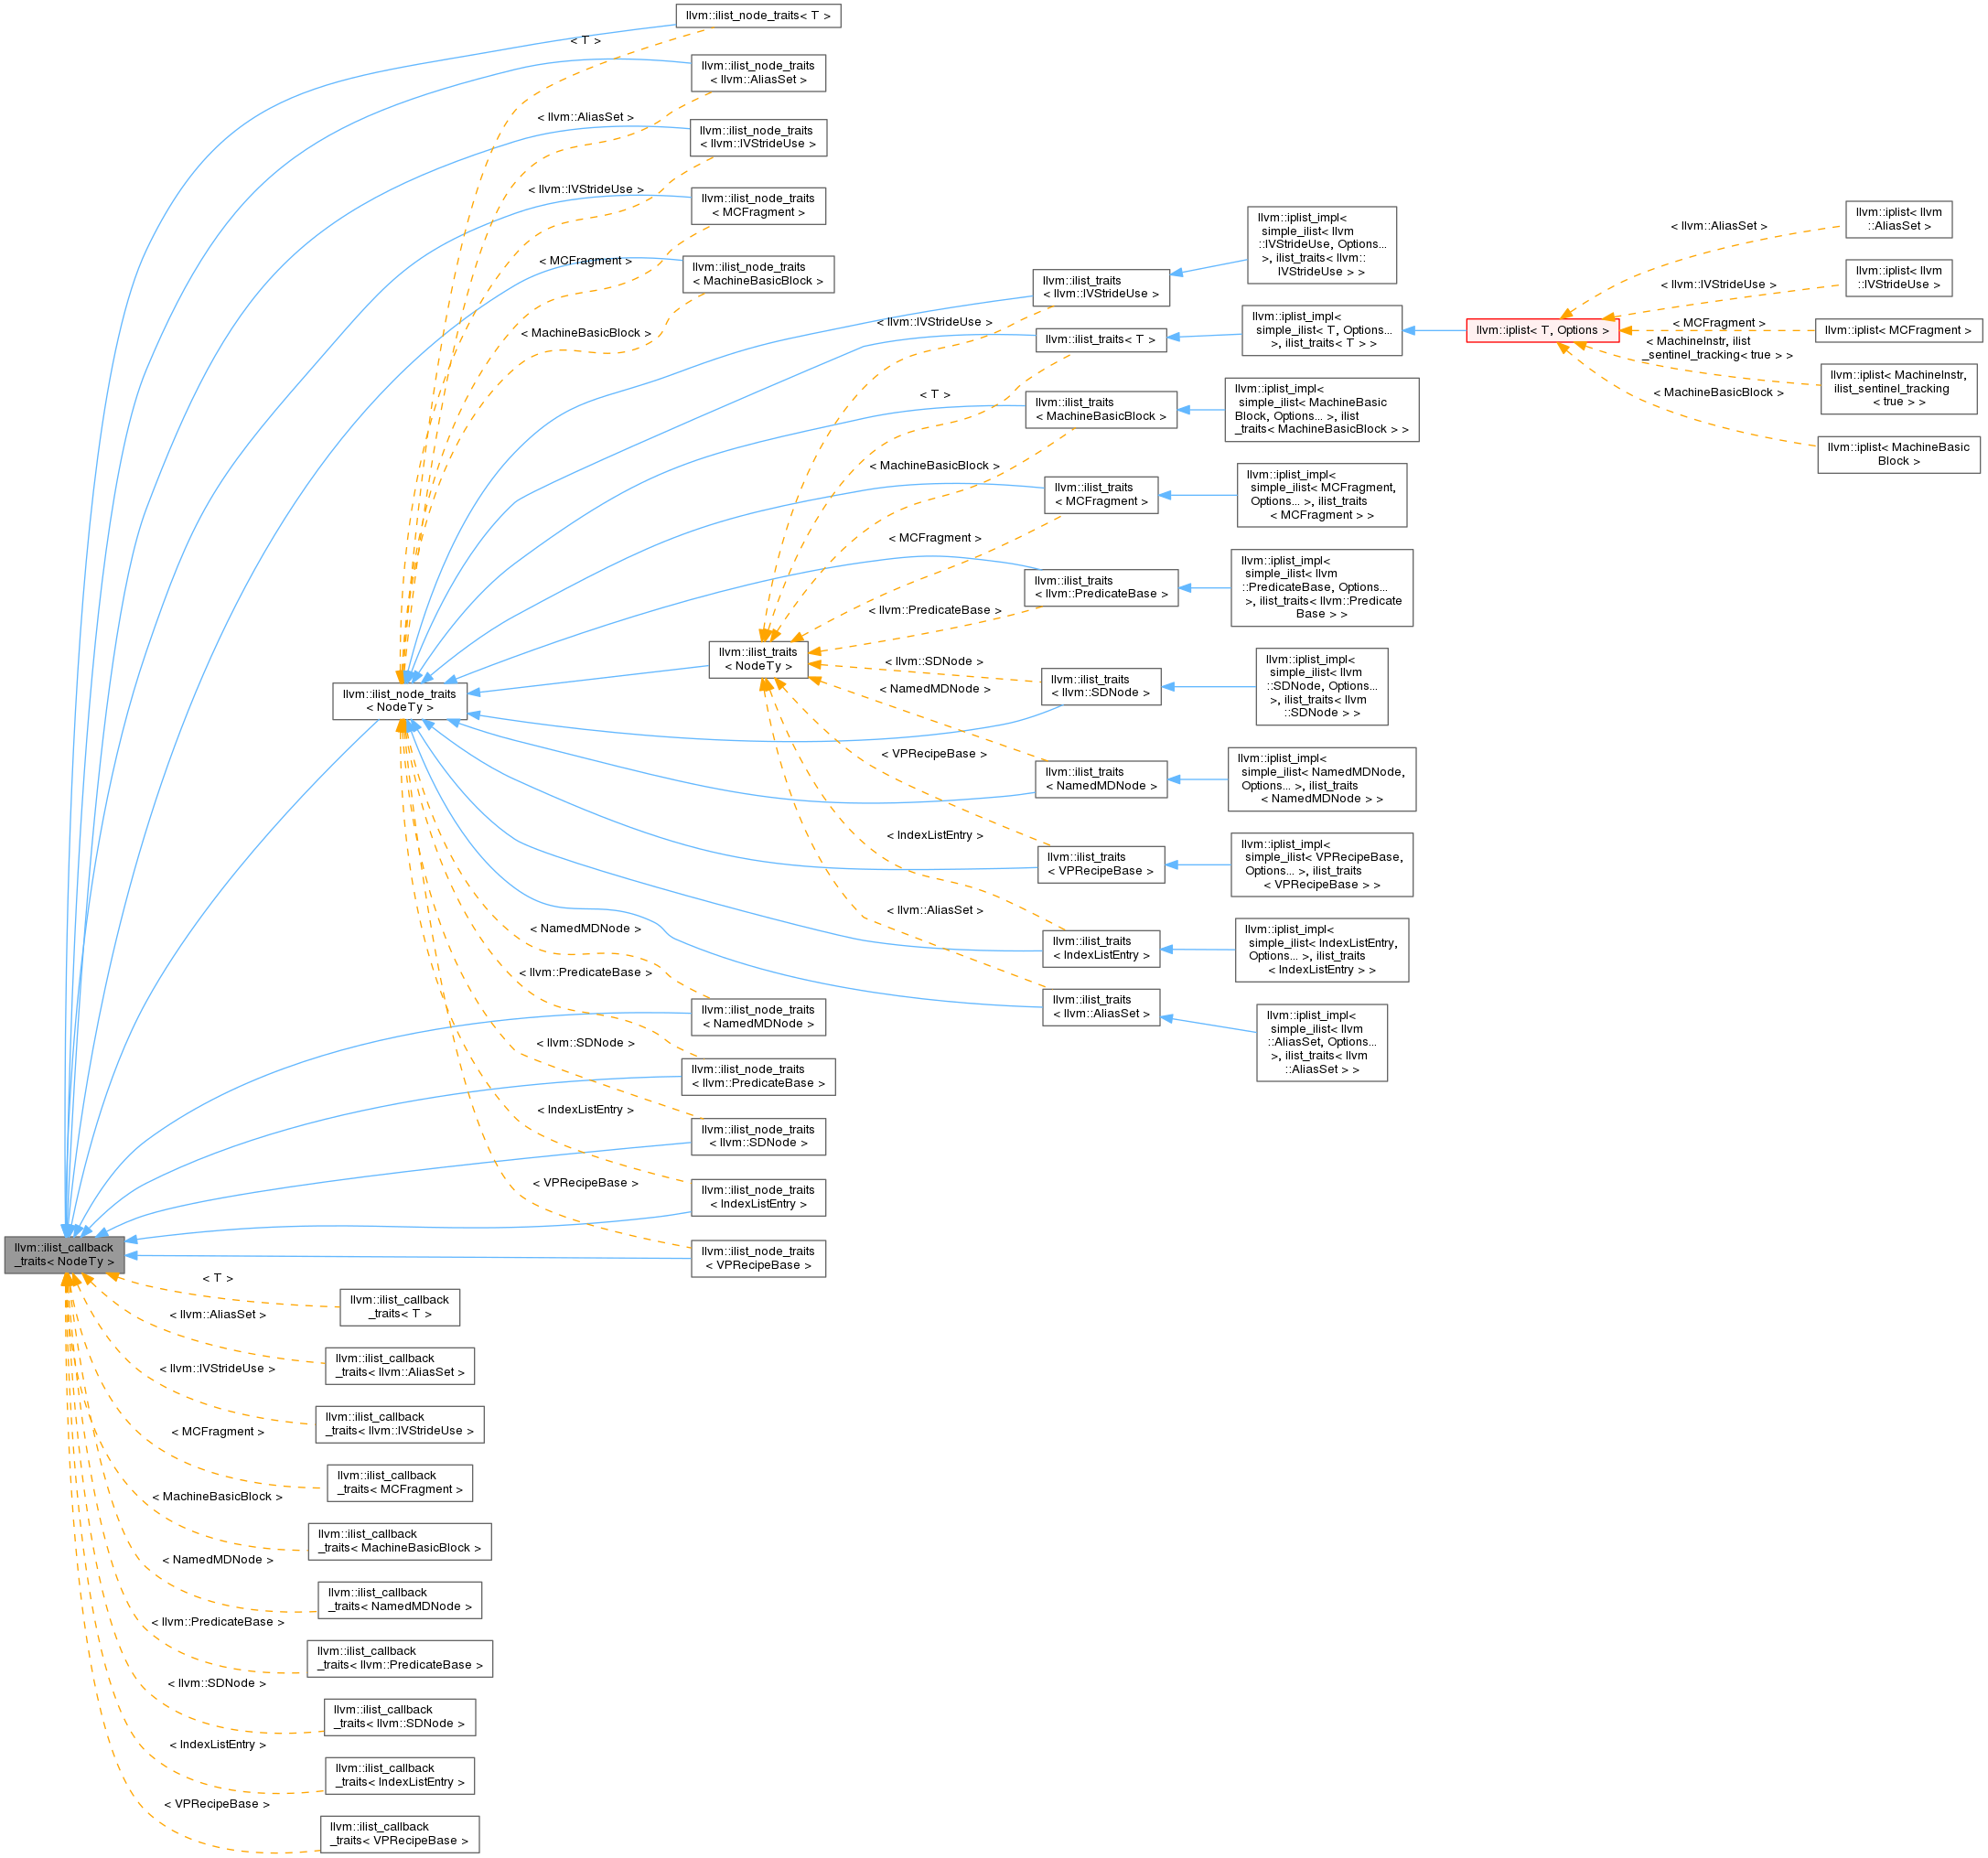 llvm::ilist_node_traits< T >
< T >
llvm::ilist_node_traits
< llvm::AliasSet >
< llvm::AliasSet >
llvm::ilist_node_traits
< llvm::IVStrideUse >
< llvm::IVStrideUse >
llvm::ilist_node_traits
< MCFragment >
< MCFragment >
llvm::ilist_node_traits
< MachineBasicBlock >
< MachineBasicBlock >
llvm::iplist_impl<
simple_ilist< llvm
::IVStrideUse, Options...
>, ilist_traits< llvm::
IVStrideUse > >
llvm::ilist_traits
< llvm::IVStrideUse >
< llvm::IVStrideUse >
llvm::ilist_traits< T >
llvm::iplist_impl<
simple_ilist< T, Options...
>, ilist_traits< T > >
llvm::iplist< T, Options >
< llvm::AliasSet >
llvm::iplist< llvm
::AliasSet >
< llvm::IVStrideUse >
llvm::iplist< llvm
::IVStrideUse >
< MCFragment >
llvm::iplist< MCFragment >
< MachineInstr, ilist
_sentinel_tracking< true > >
llvm::iplist< MachineInstr,
ilist_sentinel_tracking
< true > >
< MachineBasicBlock >
llvm::iplist< MachineBasic
Block >
< T >
llvm::ilist_traits
< MachineBasicBlock >
llvm::iplist_impl<
simple_ilist< MachineBasic
Block, Options... >, ilist
_traits< MachineBasicBlock > >
< MachineBasicBlock >
llvm::ilist_traits
< MCFragment >
llvm::iplist_impl<
simple_ilist< MCFragment,
Options... >, ilist_traits
< MCFragment > >
< MCFragment >
llvm::ilist_traits
< llvm::PredicateBase >
llvm::iplist_impl<
simple_ilist< llvm
::PredicateBase, Options...
>, ilist_traits< llvm::Predicate
Base > >
< llvm::PredicateBase >
llvm::ilist_traits
< NodeTy >
< llvm::SDNode >
llvm::ilist_traits
< llvm::SDNode >
llvm::iplist_impl<
simple_ilist< llvm
::SDNode, Options...
>, ilist_traits< llvm
::SDNode > >
< NamedMDNode >
llvm::ilist_node_traits
< NodeTy >
< VPRecipeBase >
llvm::ilist_traits
< NamedMDNode >
llvm::iplist_impl<
simple_ilist< NamedMDNode,
Options... >, ilist_traits
< NamedMDNode > >
< IndexListEntry >
llvm::ilist_traits
< VPRecipeBase >
llvm::iplist_impl<
simple_ilist< VPRecipeBase,
Options... >, ilist_traits
< VPRecipeBase > >
< llvm::AliasSet >
llvm::ilist_traits
< IndexListEntry >
llvm::iplist_impl<
simple_ilist< IndexListEntry,
Options... >, ilist_traits
< IndexListEntry > >
llvm::ilist_traits
< llvm::AliasSet >
llvm::iplist_impl<
simple_ilist< llvm
::AliasSet, Options...
>, ilist_traits< llvm
::AliasSet > >
< NamedMDNode >
llvm::ilist_node_traits
< NamedMDNode >
< llvm::PredicateBase >
llvm::ilist_node_traits
< llvm::PredicateBase >
< llvm::SDNode >
llvm::ilist_node_traits
< llvm::SDNode >
< IndexListEntry >
llvm::ilist_node_traits
< IndexListEntry >
< VPRecipeBase >
llvm::ilist_node_traits
< VPRecipeBase >
llvm::ilist_callback
_traits< NodeTy >
< T >
llvm::ilist_callback
_traits< T >
< llvm::AliasSet >
llvm::ilist_callback
_traits< llvm::AliasSet >
< llvm::IVStrideUse >
llvm::ilist_callback
_traits< llvm::IVStrideUse >
< MCFragment >
llvm::ilist_callback
_traits< MCFragment >
< MachineBasicBlock >
llvm::ilist_callback
_traits< MachineBasicBlock >
< NamedMDNode >
llvm::ilist_callback
_traits< NamedMDNode >
< llvm::PredicateBase >
llvm::ilist_callback
_traits< llvm::PredicateBase >
< llvm::SDNode >
llvm::ilist_callback
_traits< llvm::SDNode >
< IndexListEntry >
llvm::ilist_callback
_traits< IndexListEntry >
< VPRecipeBase >
llvm::ilist_callback
_traits< VPRecipeBase >